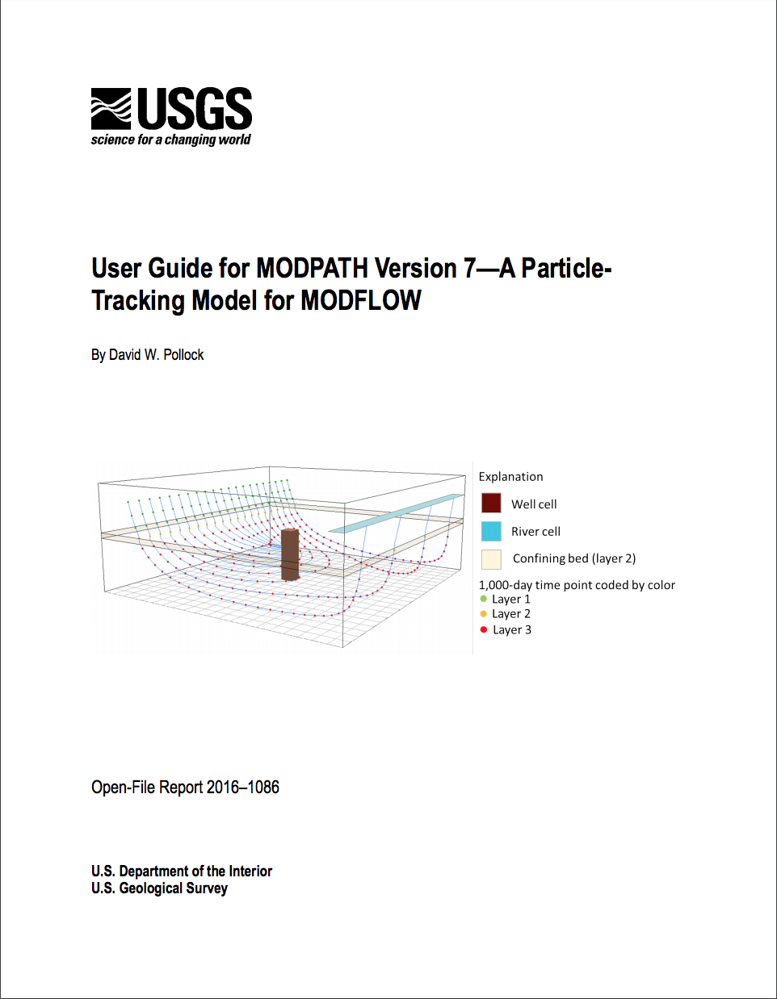 USGS
science for a changing world
User Guide for MODPATH Version 7—A Particle-
Tracking Model for MODFLOW
By David W. Pollock
Explanation
Well cell
River cell
Confining bed (layer 2)
1,000-day time point coded by color
Layer 1
Layer 2
Layer 3
Open-File Report 2016–1086
U.S. Department of the Interior
U.S. Geological Survey